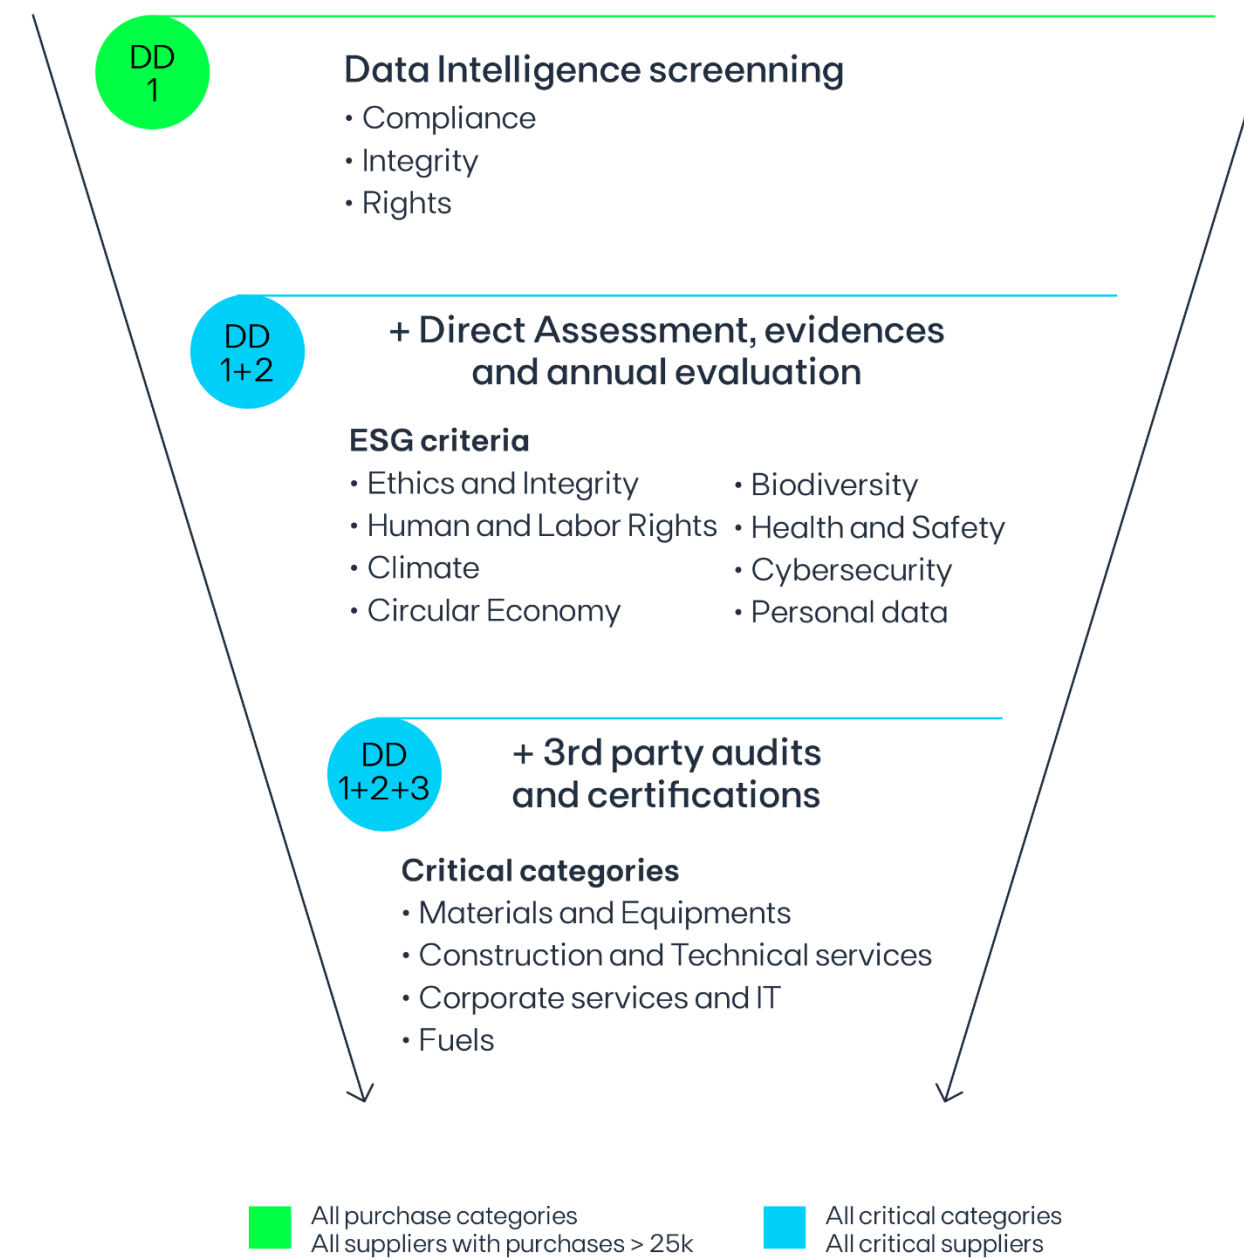 DD
1
Data Intelligence screenning
• Compliance
• Integrity
• Rights
DD
1+2
+ Direct Assessment, evidences
and annual evaluation
ESG criteria
• Ethics and Integrity
• Human and Labor Rights
• Climate
• Circular Economy
• Biodiversity
• Health and Safety
• Cybersecurity
• Personal data
DD
1+2+3
+ 3rd party audits
and certifications
Critical categories
• Materials and Equipments
• Construction and Technical services
• Corporate services and IT
• Fuels
All purchase categories
All suppliers with purchases > 25k
All critical categories
All critical suppliers